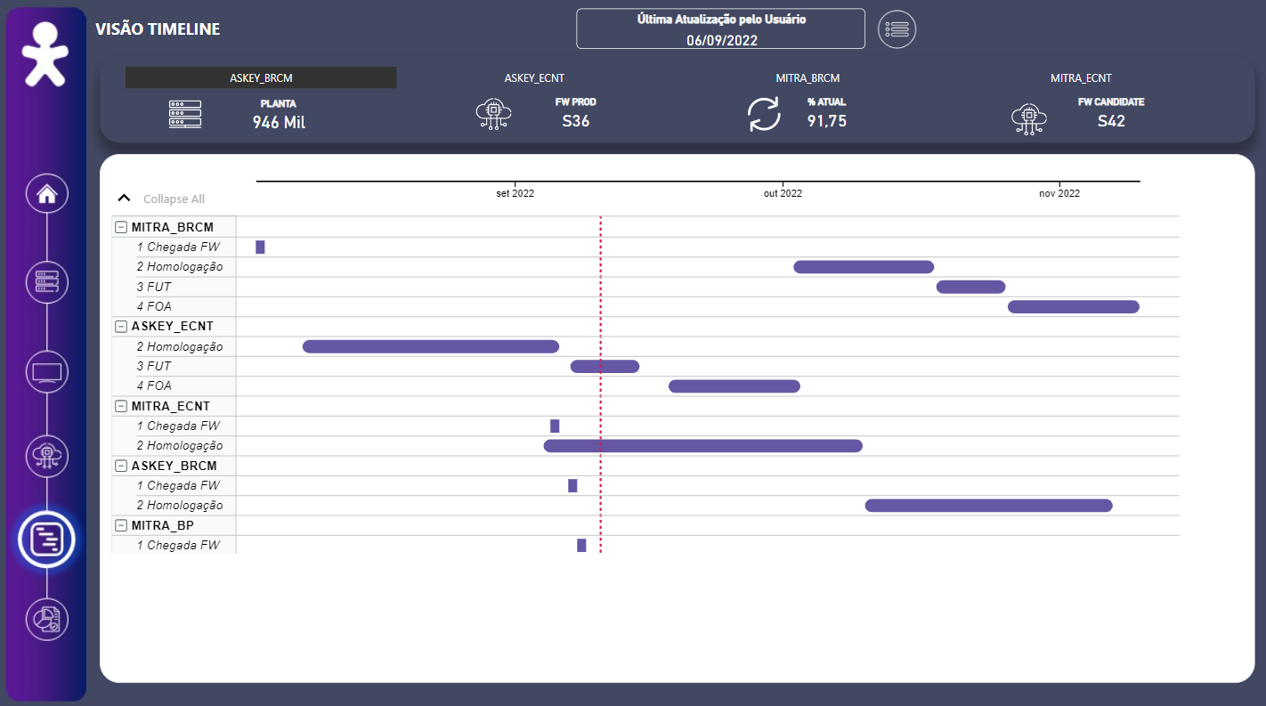 VISÃO TIMELINE
Última Atualização pelo Usuário
06/09/2022
ASKEY_BRCM
ASKEY_ECNT
MITRA_BRCM
MITRA_ECNT
PLANTA
946 Mil
FW PROD
S36
% ATUAL
91,75
FW CANDIDATE
S42
Collapse All
set 2022
out 2022
nov 2022
MITRA_BRCM
1 Chegada FW
2 Homologação
3 FUT
4 FOA
ASKEY_ECNT
2 Homologação
3 FUT
4 FOA
MITRA_ECNT
1 Chegada FW
2 Homologação
ASKEY_BRCM
1 Chegada FW
2 Homologação
MITRA_BP
1 Chegada FW